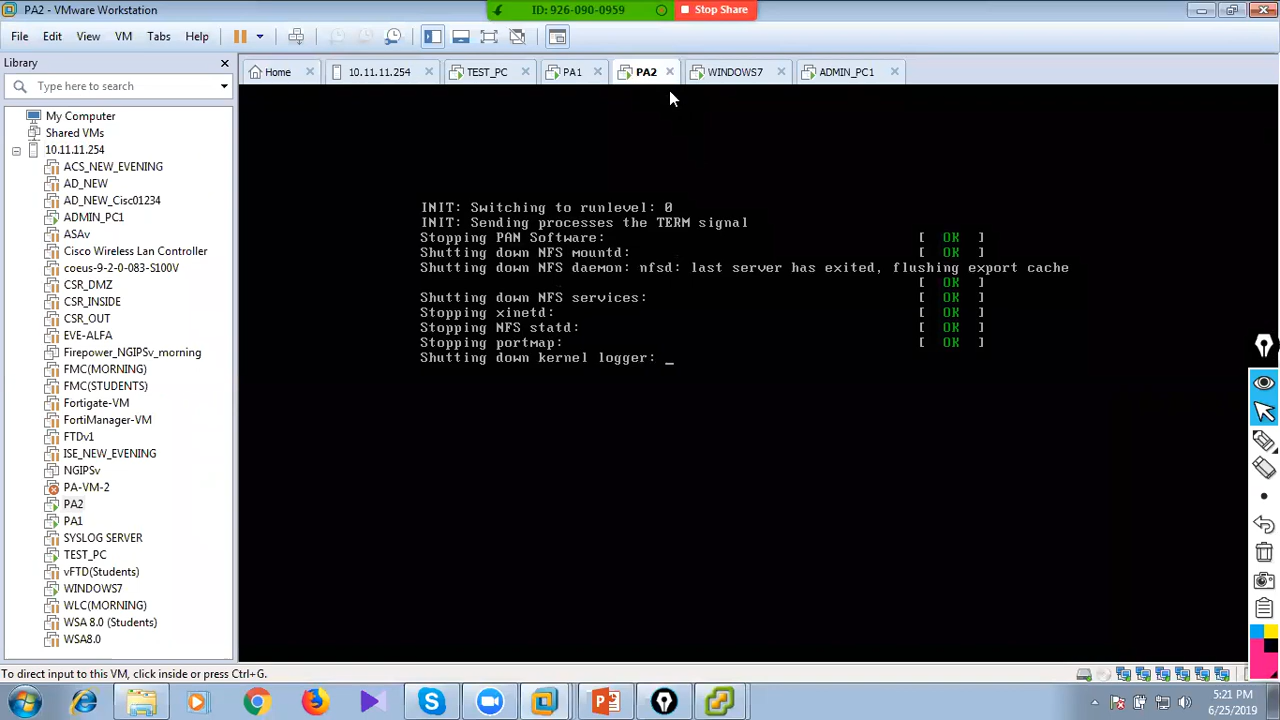 PA2 - VMware Workstation
ID: 926-090-0959
Stop Share
File Edit View VM Tabs Help
Library
Type here to search
Home
10.11.11.254
TEST_PC
PA1
PA2
WINDOWS7
ADMIN_PC1
My Computer
Shared VMs
10.11.11.254
ACS_NEW_EVENING
AD_NEW
AD_NEW_Cisc01234
ADMIN_PC1
ASAv
Cisco Wireless Lan Controller
coeus-9-2-0-083-S100V
CSR_DMZ
CSR_INSIDE
CSR_OUT
EVE-ALFA
Firepower_NGIPSv_morning
FMC(MORNING)
FMC(STUDENTS)
Fortigate-VM
FortiManager-VM
FTDv1
ISE_NEW_EVENING
NGIPSv
PA-VM-2
PA2
PA1
SYSLOG SERVER
TEST_PC
vFTD(Students)
WINDOWS7
WLC(MORNING)
WSA 8.0 (Students)
WSA8.0
INIT: Switching to runlevel: 0
INIT: Sending processes the TERM signal
Stopping PAN Software: [ OK ]
Shutting down NFS mountd: [ OK ]
Shutting down NFS daemon: nfsd: last server has exited, flushing export cache
[ OK ]
Shutting down NFS services: [ OK ]
Stopping xinetd: [ OK ]
Stopping NFS statd: [ OK ]
Stopping portmap: [ OK ]
Shutting down kernel logger: _
To direct input to this VM, click inside or press Ctrl+G.
5:21 PM
6/25/2019